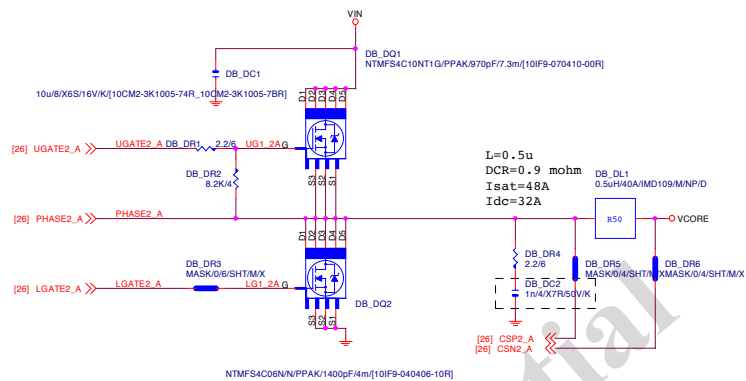 VIN
DB_DQ1
NTMFS4C10NT1G/PPAK/970pF/7.3m/[10IF9-070410-00R]
DB_DC1
10u/8/X6S/16V/K/[10CM2-3K1005-74R_10CM2-3K1005-7BR]
D1
D2
D3
D4
D5
[26] UGATE2_A
UGATE2_A
DB_DR1
2.2/6
UG1_2A
G
DB_DR2
8.2K/4
S3
S2
S1
L=0.5u
DCR=0.9 mohm
Isat=48A
Idc=32A
DB_DL1
0.5uH/40A/IMD109/M/NP/D
R50
VCORE
[26] PHASE2_A
PHASE2_A
D1
D2
D3
D4
D5
DB_DR3
MASK/0/6/SHT/M/X
[26] LGATE2_A
LGATE2_A
LG1_2A
G
DB_DQ2
S3
S2
S1
DB_DR4
2.2/6
DB_DC2
1n/4/X7R/50V/K
DB_DR5
MASK/0/4/SHT/M/X
DB_DR6
MASK/0/4/SHT/M/X
[26] CSP2_A
[26] CSN2_A
NTMFS4C06N/N/PPAK/1400pF/4m/[10IF9-040406-10R]
tial